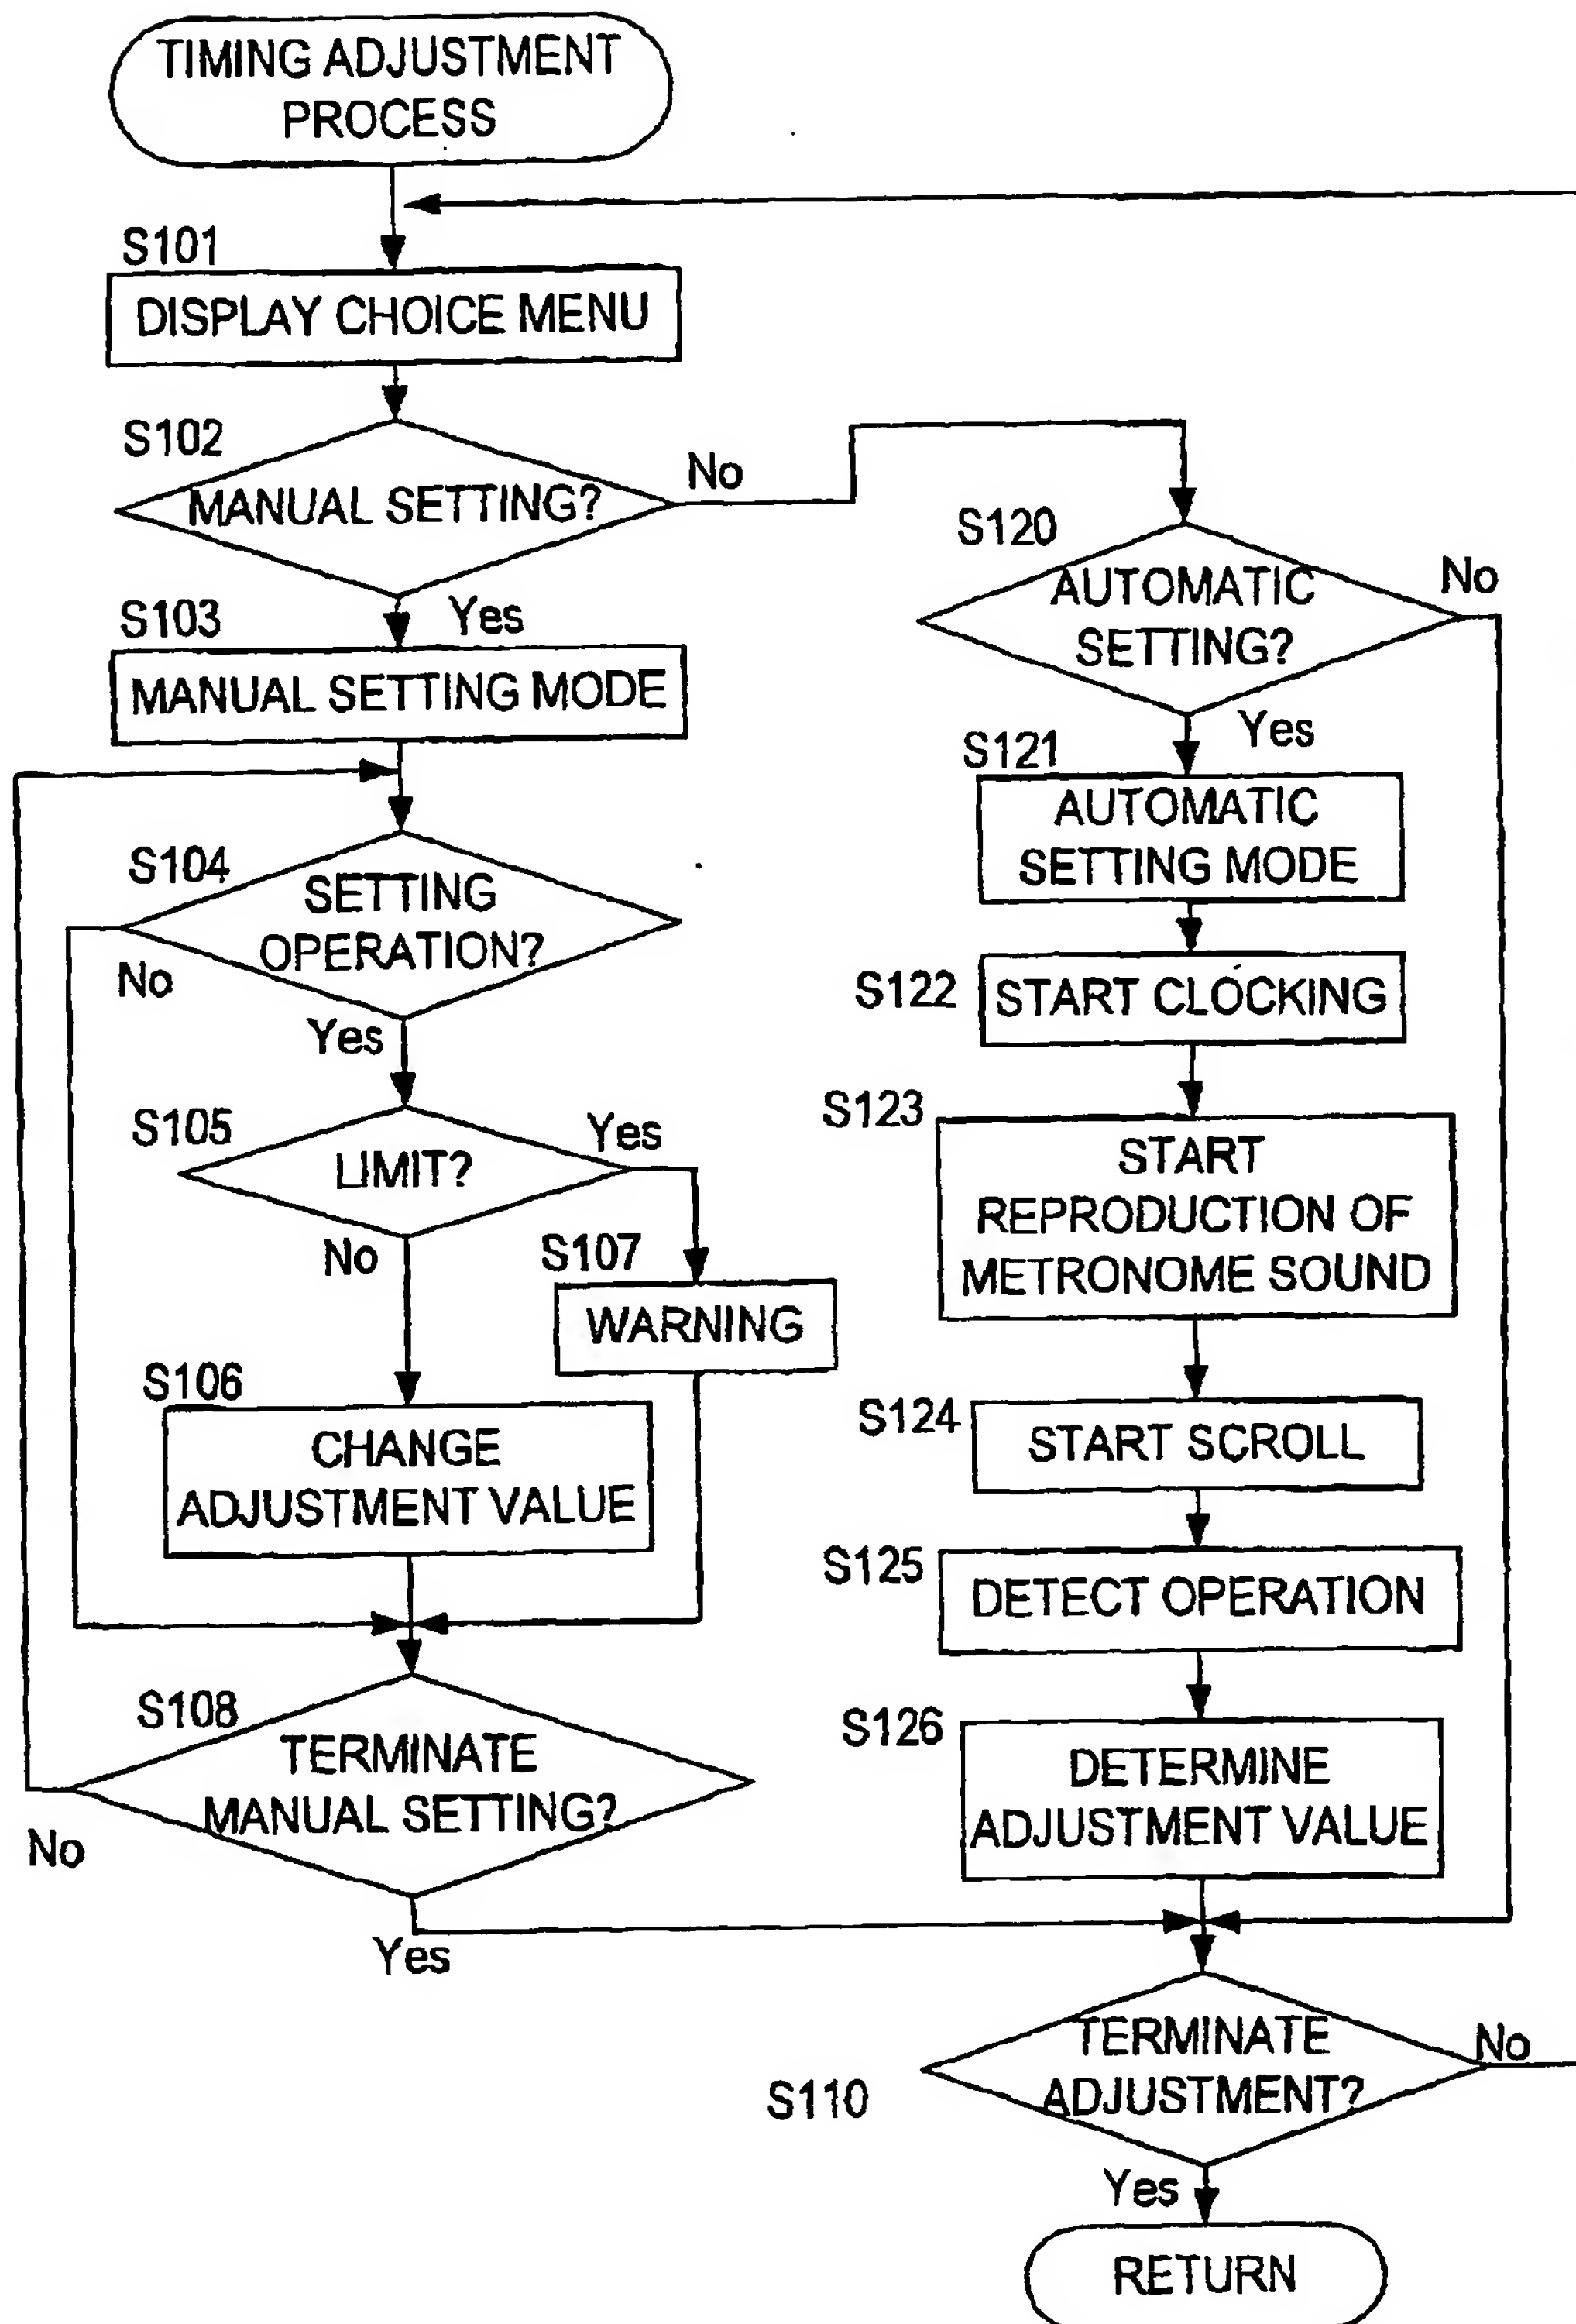 TIMING ADJUSTMENT
PROCESS
S101
DISPLAY CHOICE MENU
S102
MANUAL SETTING?
No
Yes
S103
MANUAL SETTING MODE
S104
SETTING
OPERATION?
No
Yes
S105
LIMIT?
Yes
No
S107
WARNING
S106
CHANGE
ADJUSTMENT VALUE
S108
TERMINATE
MANUAL SETTING?
No
Yes
S120
AUTOMATIC
SETTING?
No
Yes
S121
AUTOMATIC
SETTING MODE
S122
START CLOCKING
S123
START
REPRODUCTION OF
METRONOME SOUND
S124
START SCROLL
S125
DETECT OPERATION
S126
DETERMINE
ADJUSTMENT VALUE
S110
TERMINATE
ADJUSTMENT?
No
Yes
RETURN